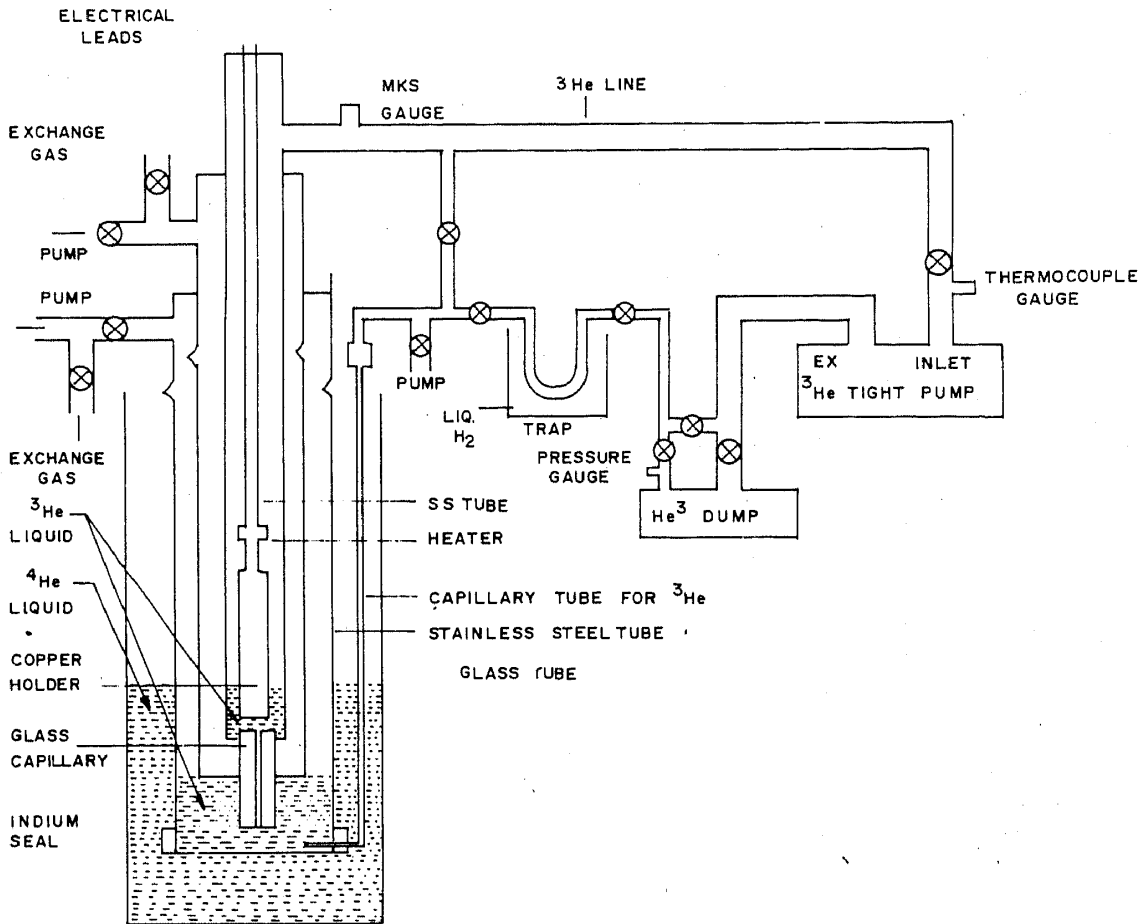 ELECTRICAL
LEADS
MKS
GAUGE
³He LINE
EXCHANGE
GAS
PUMP
PUMP
THERMOCOUPLE
GAUGE
EX
INLET
³He TIGHT PUMP
PUMP
LIQ.
H₂
TRAP
PRESSURE
GAUGE
He³ DUMP
EXCHANGE
GAS
³He
LIQUID
⁴He
LIQUID
COPPER
HOLDER
GLASS
CAPILLARY
INDIUM
SEAL
SS TUBE
HEATER
CAPILLARY TUBE FOR ³He
STAINLESS STEEL TUBE
GLASS TUBE